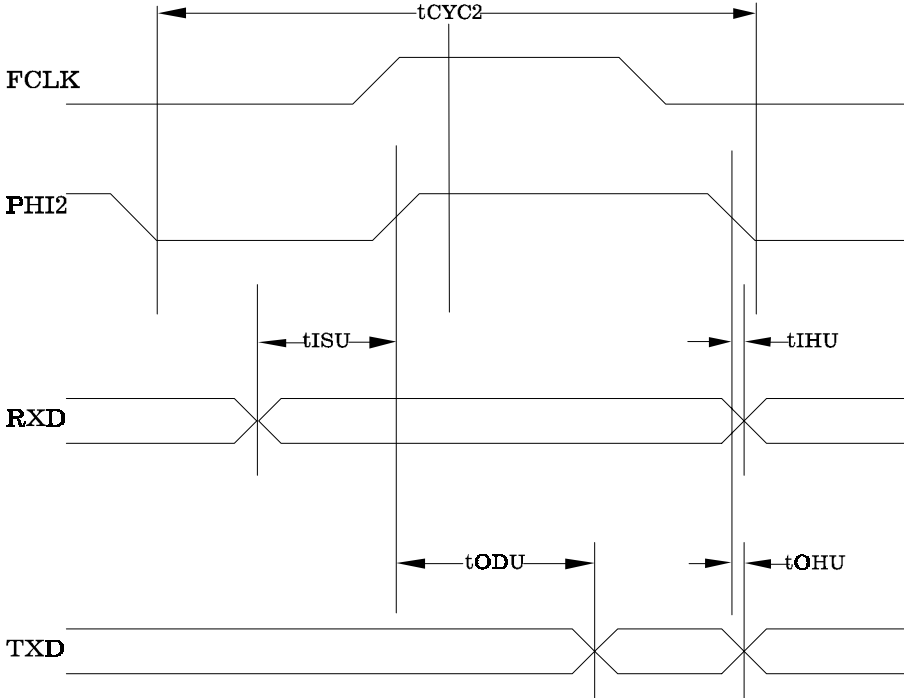 tCYC2
FCLK
PHI2
tISU
tIHU
RXD
tODU
tOHU
TXD